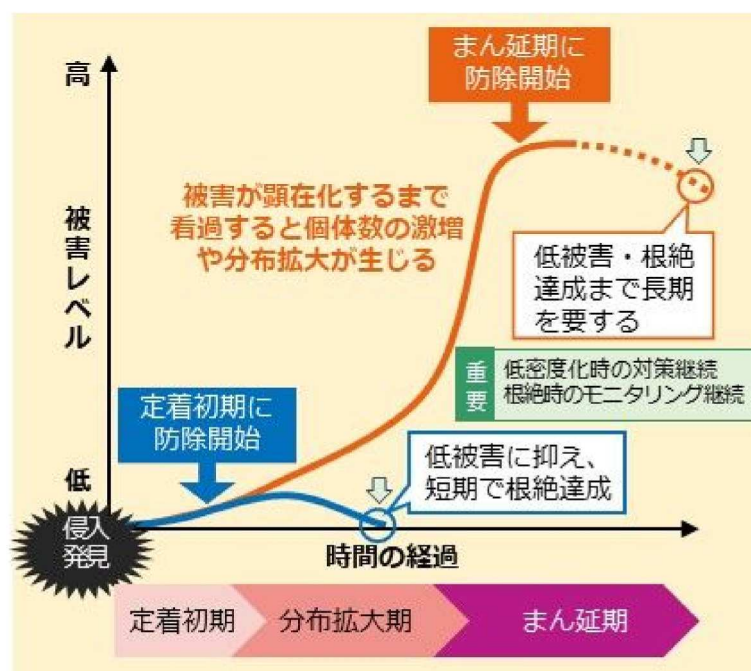 まん延期に
防除開始
高
被害が顕在化するまで
看過すると個体数の激増
や分布拡大が生じる
被害レベル
低被害・根絶
達成まで長期
を要する
重要
低密度化時の対策継続
根絶時のモニタリング継続
定着初期に
防除開始
低被害に抑え、
短期で根絶達成
低
侵入
発見
時間の経過
定着初期
分布拡大期
まん延期